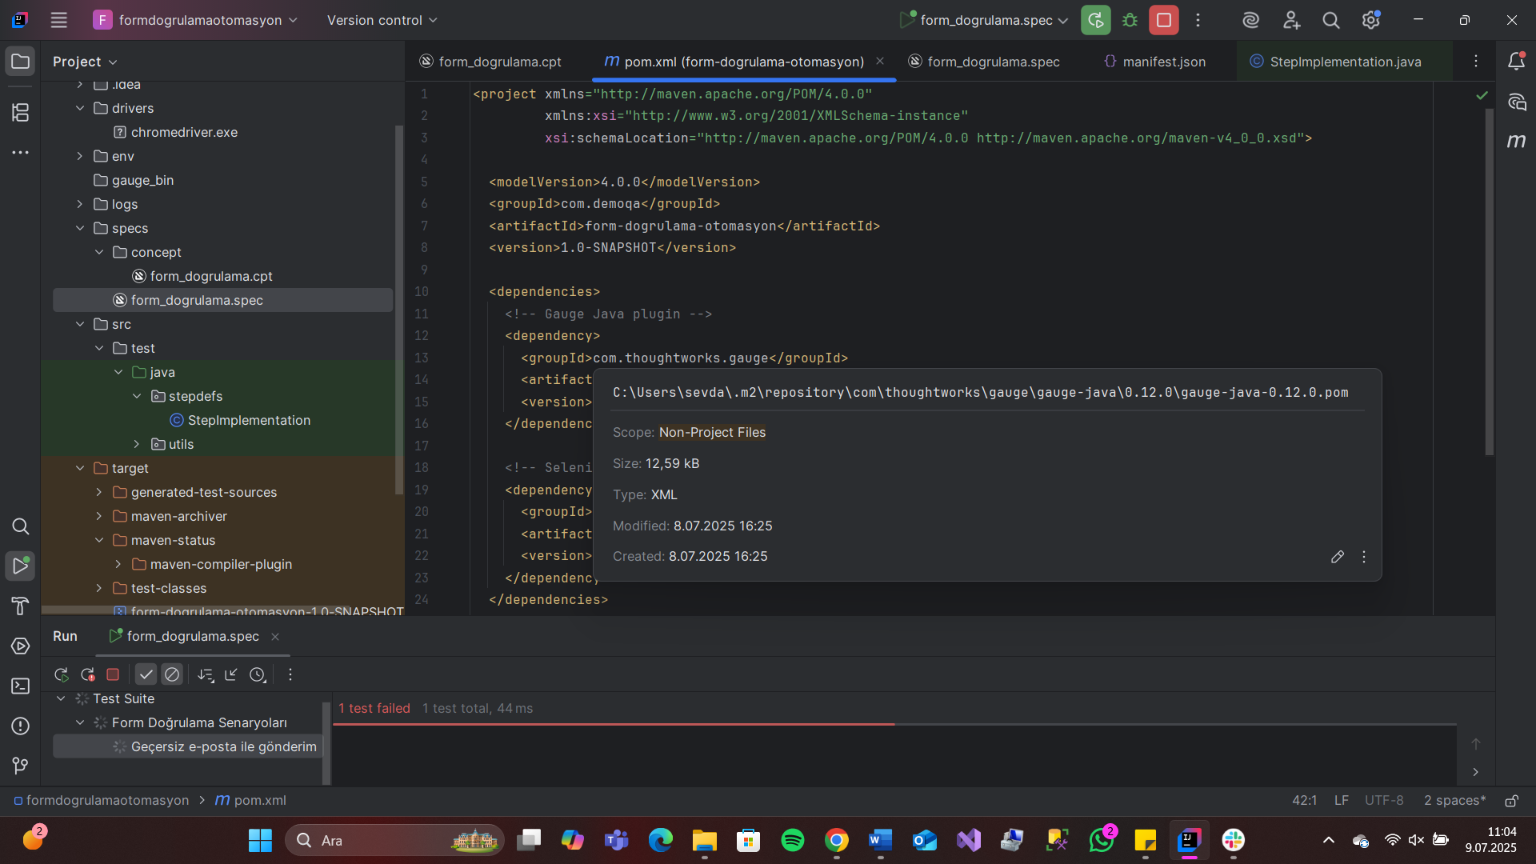 F formdogrulamaotomasyon Version control form_dogrulama.spec
Project
.idea
drivers
chromedriver.exe
env
gauge_bin
logs
specs
concept
form_dogrulama.cpt
form_dogrulama.spec
src
test
java
stepdefs
StepImplementation
utils
target
generated-test-sources
maven-archiver
maven-status
maven-compiler-plugin
test-classes
form-dogrulama-otomasyon-1.0-SNAPSHOT
form_dogrulama.cpt m pom.xml (form-dogrulama-otomasyon) form_dogrulama.spec {} manifest.json StepImplementation.java
1 <project xmlns="http://maven.apache.org/POM/4.0.0"
2 xmlns:xsi="http://www.w3.org/2001/XMLSchema-instance"
3 xsi:schemaLocation="http://maven.apache.org/POM/4.0.0 http://maven.apache.org/maven-v4_0_0.xsd">
4
5 <modelVersion>4.0.0</modelVersion>
6 <groupId>com.demoqa</groupId>
7 <artifactId>form-dogrulama-otomasyon</artifactId>
8 <version>1.0-SNAPSHOT</version>
9
10 <dependencies>
11 <!-- Gauge Java plugin -->
12 <dependency>
13 <groupId>com.thoughtworks.gauge</groupId>
14 <artifact
15 <version>
16 </dependenc
17
18 <!-- Seleni
19 <dependency
20 <groupId>
21 <artifact
22 <version>
23 </dependency
24 </dependencies>
C:\Users\sevda\.m2\repository\com\thoughtworks\gauge\gauge-java\0.12.0\gauge-java-0.12.0.pom
Scope: Non-Project Files
Size: 12,59 kB
Type: XML
Modified: 8.07.2025 16:25
Created: 8.07.2025 16:25
m
Run form_dogrulama.spec
Test Suite
Form Doğrulama Senaryoları
Geçersiz e-posta ile gönderim
1 test failed 1 test total, 44 ms
formdogrulamaotomasyon > m pom.xml 42:1 LF UTF-8 2 spaces*
2 Ara 2 11:04
9.07.2025